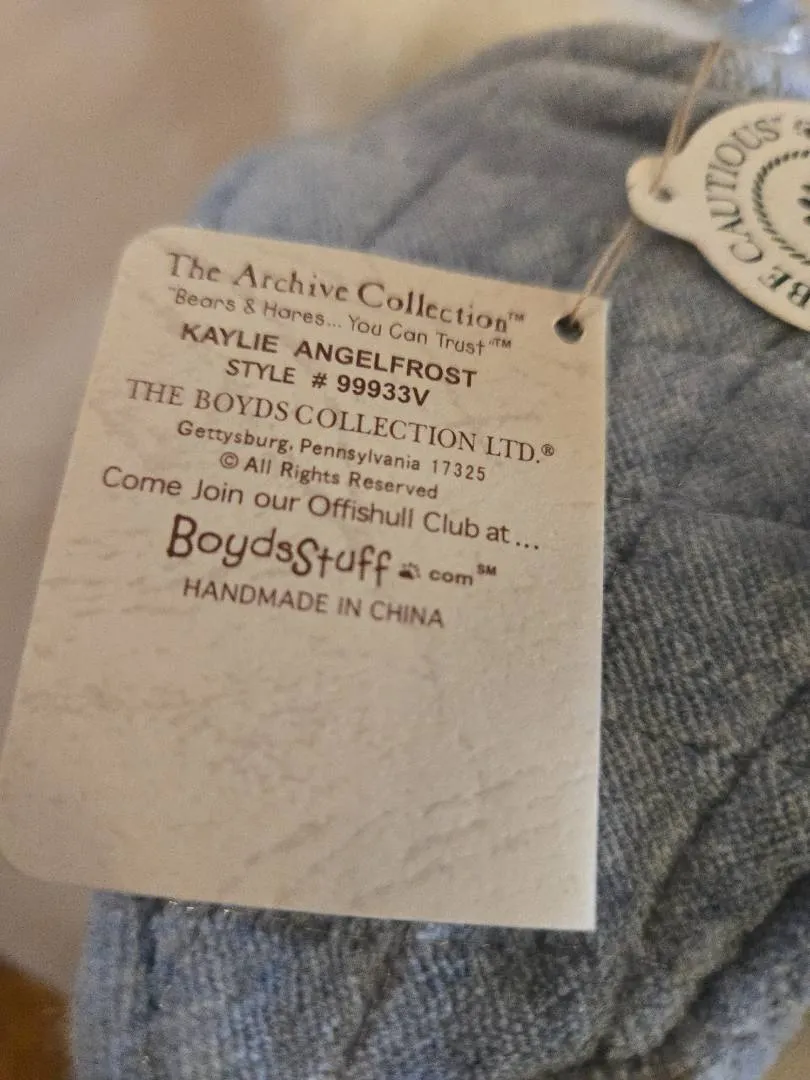 The Archive Collection™
"Bears & Hares... You Can Trust"™
KAYLIE ANGELFROST
STYLE # 99933V
THE BOYDS COLLECTION LTD.®
Gettysburg, Pennsylvania 17325
© All Rights Reserved
Come Join our Offishull Club at...
BoydsStuff com℠
HANDMADE IN CHINA
BE CAUTIOUS